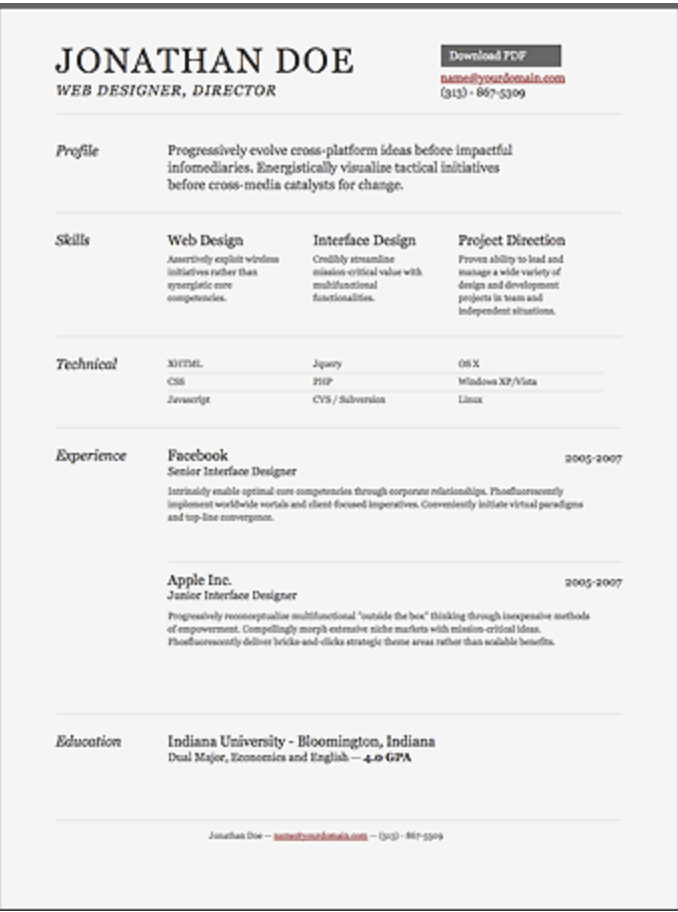 JONATHAN DOE
WEB DESIGNER, DIRECTOR
Download PDF
name@yourdomain.com
(313) - 867-5309
Profile
Progressively evolve cross-platform ideas before impactful
infomediaries. Energistically visualize tactical initiatives
before cross-media catalysts for change.
Skills
Web Design
Assertively exploit wireless
initiatives rather than
synergistic core
competencies.
Interface Design
Credibly streamline
mission-critical value with
multifunctional
functionalities.
Project Direction
Proven ability to lead and
manage a wide variety of
design and development
projects in team and
independent situations.
Technical
XHTML Jquery OS X
CSS PHP Windows XP/Vista
Javascript CVS / Subversion Linux
Experience
Facebook 2005-2007
Senior Interface Designer
Intrinsicly enable optimal core competencies through corporate relationships. Phosfluorescently
implement worldwide vortals and client-focused imperatives. Conveniently initiate virtual paradigms
and top-line convergence.
Apple Inc. 2005-2007
Junior Interface Designer
Progressively reconceptualize multifunctional "outside the box" thinking through inexpensive methods
of empowerment. Compellingly morph extensive niche markets with mission-critical ideas.
Phosfluorescently deliver bricks-and-clicks strategic theme areas rather than scalable benefits.
Education
Indiana University - Bloomington, Indiana
Dual Major, Economics and English — 4.0 GPA
Jonathan Doe — name@yourdomain.com — (313) - 867-5309